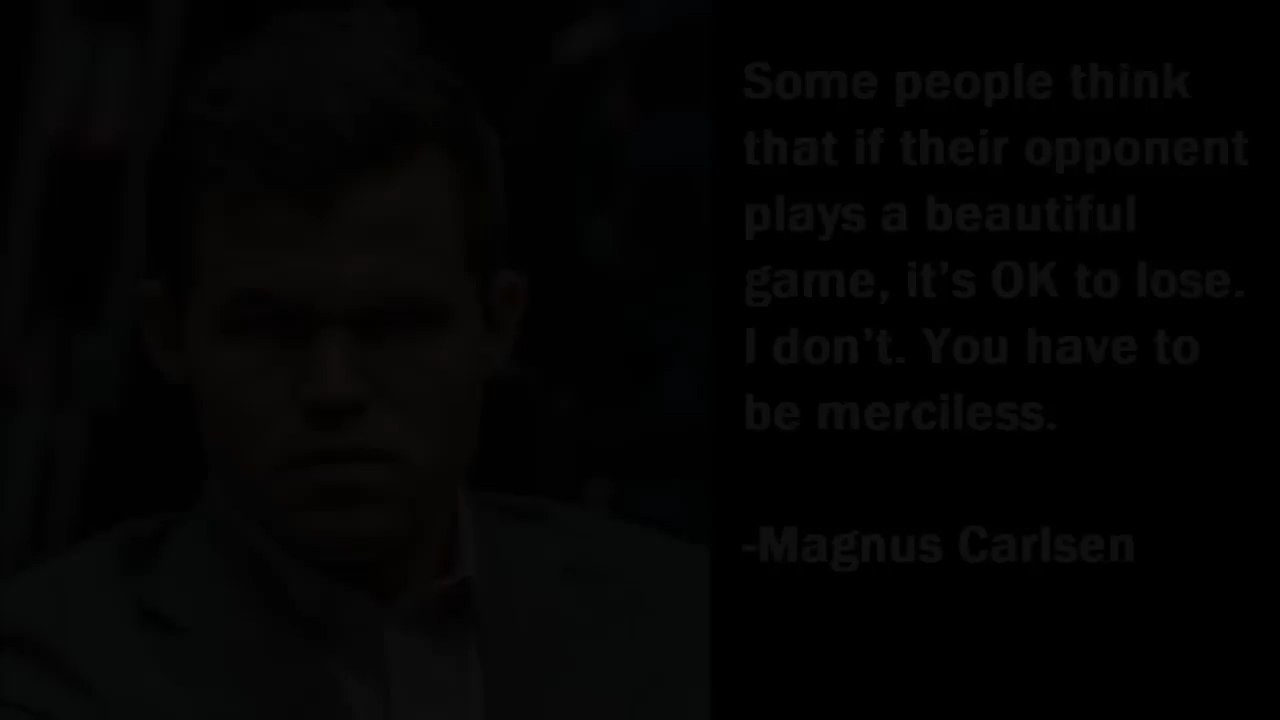 Some people think
that if their opponent
plays a beautiful
game, it's OK to lose.
I don't. You have to
be merciless.
-Magnus Carlsen